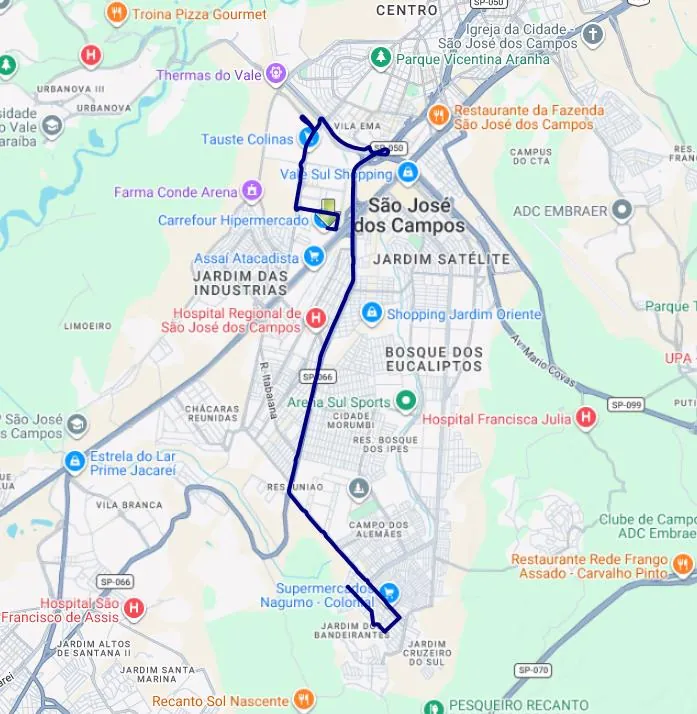 SP-050
CENTRO
Troina Pizza Gourmet
Igreja da Cidade -
São José dos Campos
Parque Vicentina Aranha
Thermas do Vale
URBANOVA III
URBANOVA
Restaurante da Fazenda
São José dos Campos
VILA EMA
Tauste Colinas
SP-050
CAMPUS
DO CTA
RES.
Vale Sul Shopping
Farma Conde Arena
São José
dos Campos
ADC EMBRAER
Carrefour Hipermercado
Assaí Atacadista
JARDIM SATÉLITE
JARDIM DAS
INDUSTRIAS
Parque T
Hospital Regional de
São José dos Campos
Shopping Jardim Oriente
LIMOEIRO
BOSQUE DOS
EUCALIPTOS
Av. Mario Covas
UPA
SP-066
R. Itabaiana
Arena Sul Sports
SP-099
PUTI
CHÁCARAS
REUNIDAS
CIDADE
MORUMBI
Hospital Francisca Julia
P São José
s Campos
RES. BOSQUE
DOS IPES
Estrela do Lar
Prime Jacareí
RES. UNIAO
VILA BRANCA
CAMPO DOS
ALEMÃES
Clube de Campo
ADC Embraer
Restaurante Rede Frango
Assado - Carvalho Pinto
SP-066
Supermercados
Nagumo - Colonial
Hospital São
Francisco de Assis
JARDIM DOS
BANDEIRANTES
JARDIM ALTOS
DE SANTANA II
JARDIM
CRUZEIRO
DO SUL
JARDIM SANTA
MARINA
SP-070
Recanto Sol Nascente
PESQUEIRO RECANTO